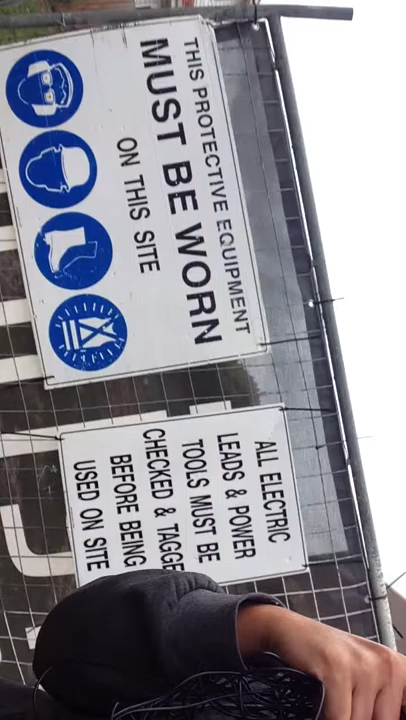 THIS PROTECTIVE EQUIPMENT
MUST BE WORN
ON THIS SITE
ALL ELECTRIC
LEADS & POWER
TOOLS MUST BE
CHECKED & TAGGE
BEFORE BEING
USED ON SITE